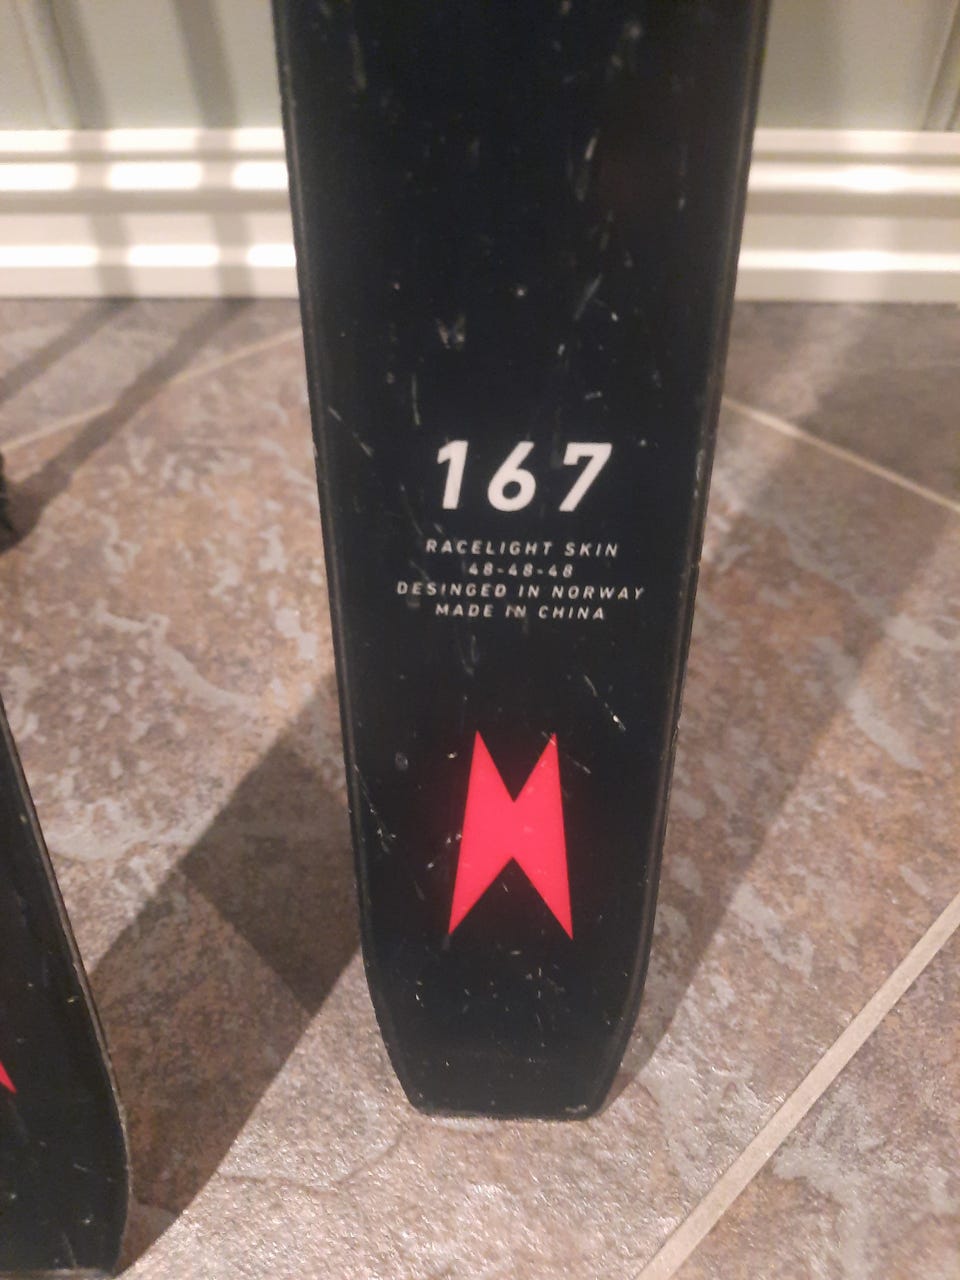 167
RACELIGHT SKIN
48-48-48
DESINGED IN NORWAY
MADE IN CHINA